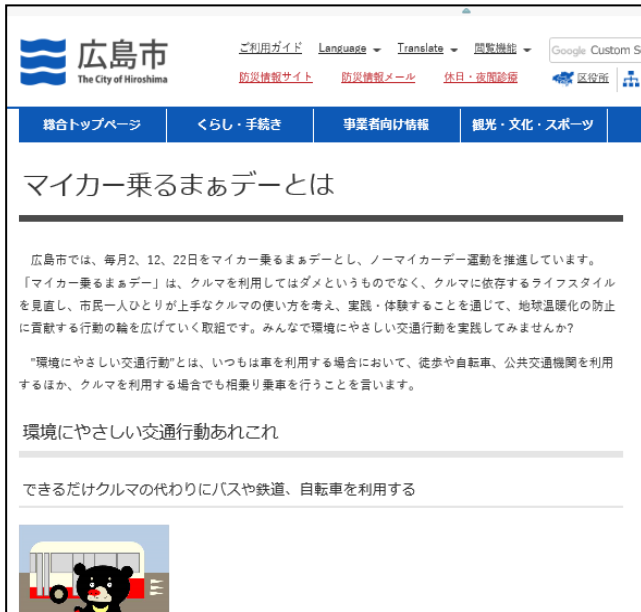 広島市
The City of Hiroshima
ご利用ガイド Language Translate 閲覧機能
Google Custom S
防災情報サイト 防災情報メール 休日・夜間診療 区役所
総合トップページ くらし・手続き 事業者向け情報 観光・文化・スポーツ
マイカー乗るまぁデーとは
広島市では、毎月2、12、22日をマイカー乗るまぁデーとし、ノーマイカーデー運動を推進しています。
「マイカー乗るまぁデー」は、クルマを利用してはダメというものでなく、クルマに依存するライフスタイル
を見直し、市民一人ひとりが上手なクルマの使い方を考え、実践・体験することを通じて、地球温暖化の防止
に貢献する行動の輪を広げていく取組です。みんなで環境にやさしい交通行動を実践してみませんか?
"環境にやさしい交通行動"とは、いつもは車を利用する場合において、徒歩や自転車、公共交通機関を利用
するほか、クルマを利用する場合でも相乗り乗車を行うことを言います。
環境にやさしい交通行動あれこれ
できるだけクルマの代わりにバスや鉄道、自転車を利用する